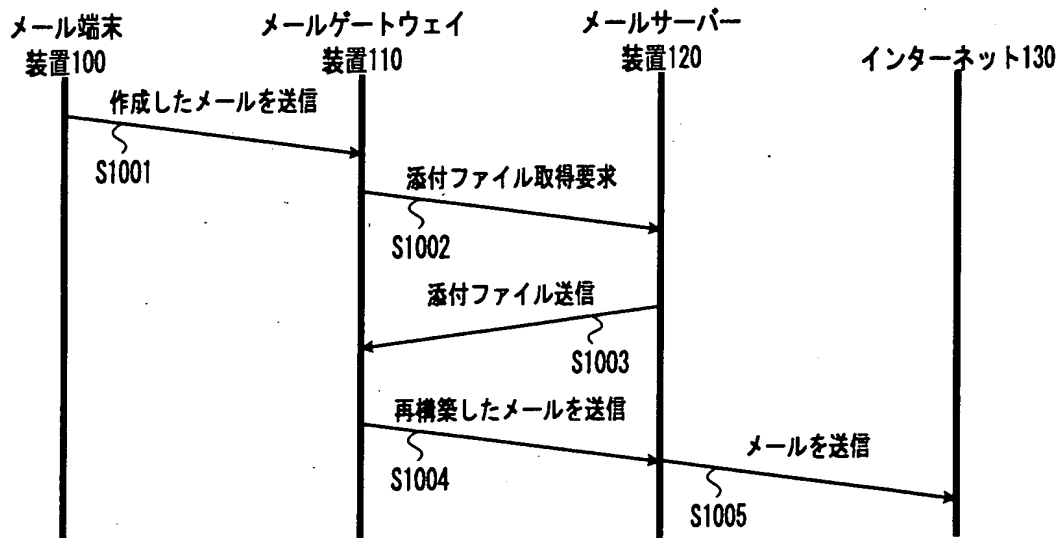 メール端末
装置100
メールゲートウェイ
装置110
メールサーバー
装置120
インターネット130
作成したメールを送信
S1001
添付ファイル取得要求
S1002
添付ファイル送信
S1003
再構築したメールを送信
S1004
メールを送信
S1005